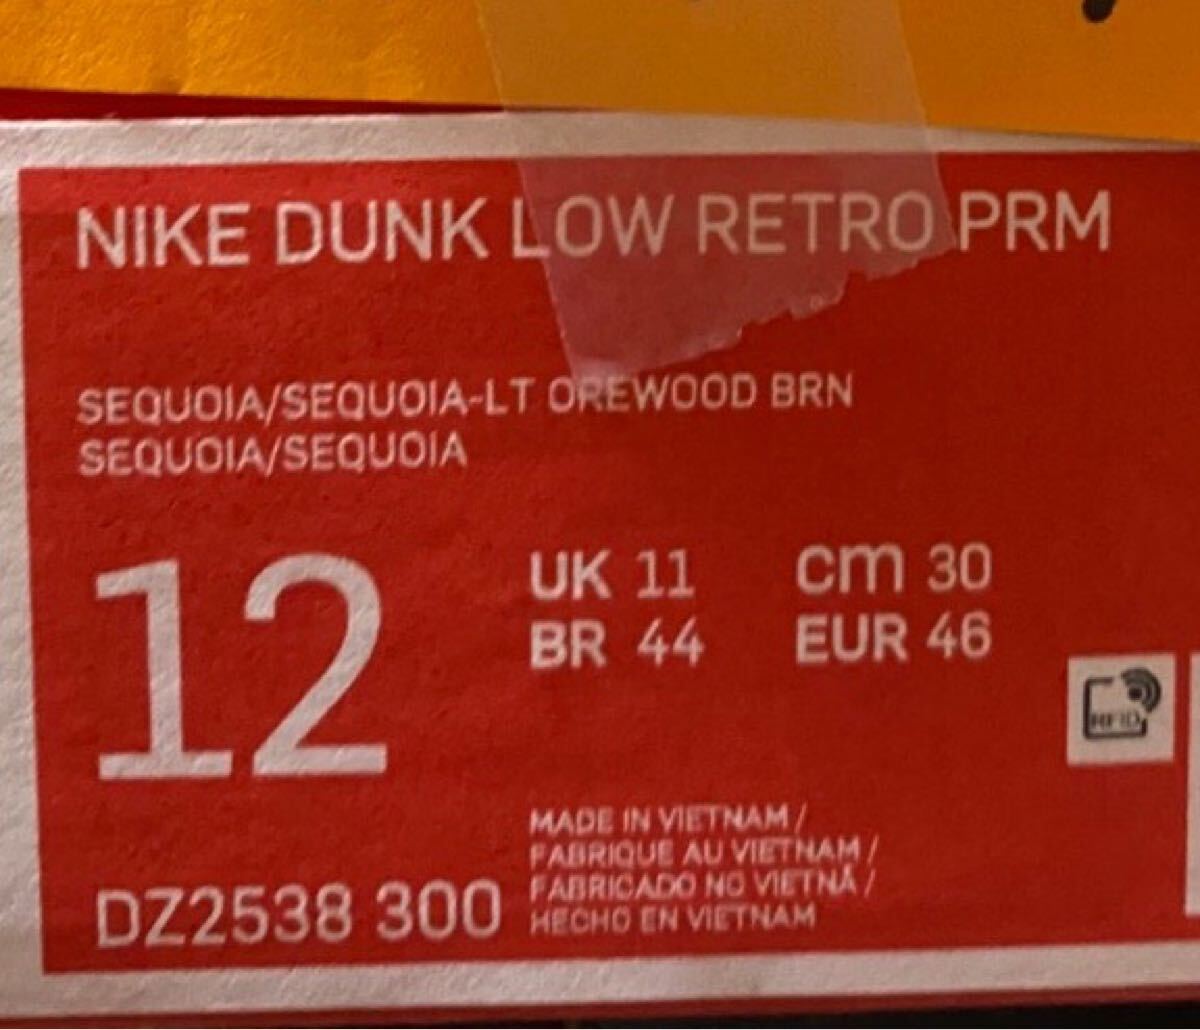 NIKE DUNK LOW RETRO PRM
SEQUOIA/SEQUOIA-LT OREWOOD BRN
SEQUOIA/SEQUOIA
12
UK 11 cm 30
BR 44 EUR 46
RFID
MADE IN VIETNAM /
FABRIQUE AU VIETNAM /
FABRICADO NO VIETNÃ /
HECHO EN VIETNAM
DZ2538 300